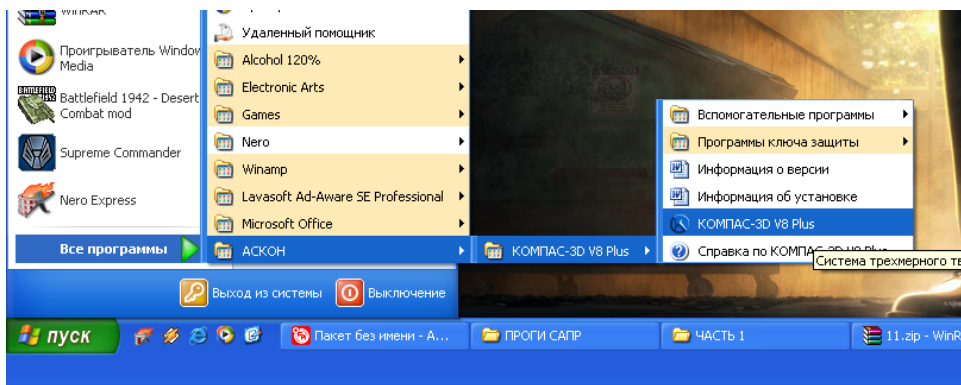 WinRAR
Проигрыватель Window
Media
Battlefield 1942 - Desert
Combat mod
Supreme Commander
Nero Express
Все программы
Удаленный помощник
Alcohol 120%
Electronic Arts
Games
Nero
Winamp
Lavasoft Ad-Aware SE Professional
Microsoft Office
АСКОН
КОМПАС-3D V8 Plus
Вспомогательные программы
Программы ключа защиты
Информация о версии
Информация об установке
КОМПАС-3D V8 Plus
Справка по КОМПАС-3D V8 Plus
Система трехмерного тв
Выход из системы
Выключение
пуск
Пакет без имени - A...
ПРОГИ САПР
ЧАСТЬ 1
11.zip - WinR